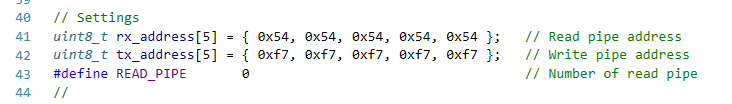 40 // Settings
41 uint8_t rx_address[5] = { 0x54, 0x54, 0x54, 0x54, 0x54 }; // Read pipe address
42 uint8_t tx_address[5] = { 0xf7, 0xf7, 0xf7, 0xf7, 0xf7 }; // Write pipe address
43 #define READ_PIPE 0 // Number of read pipe
44 //